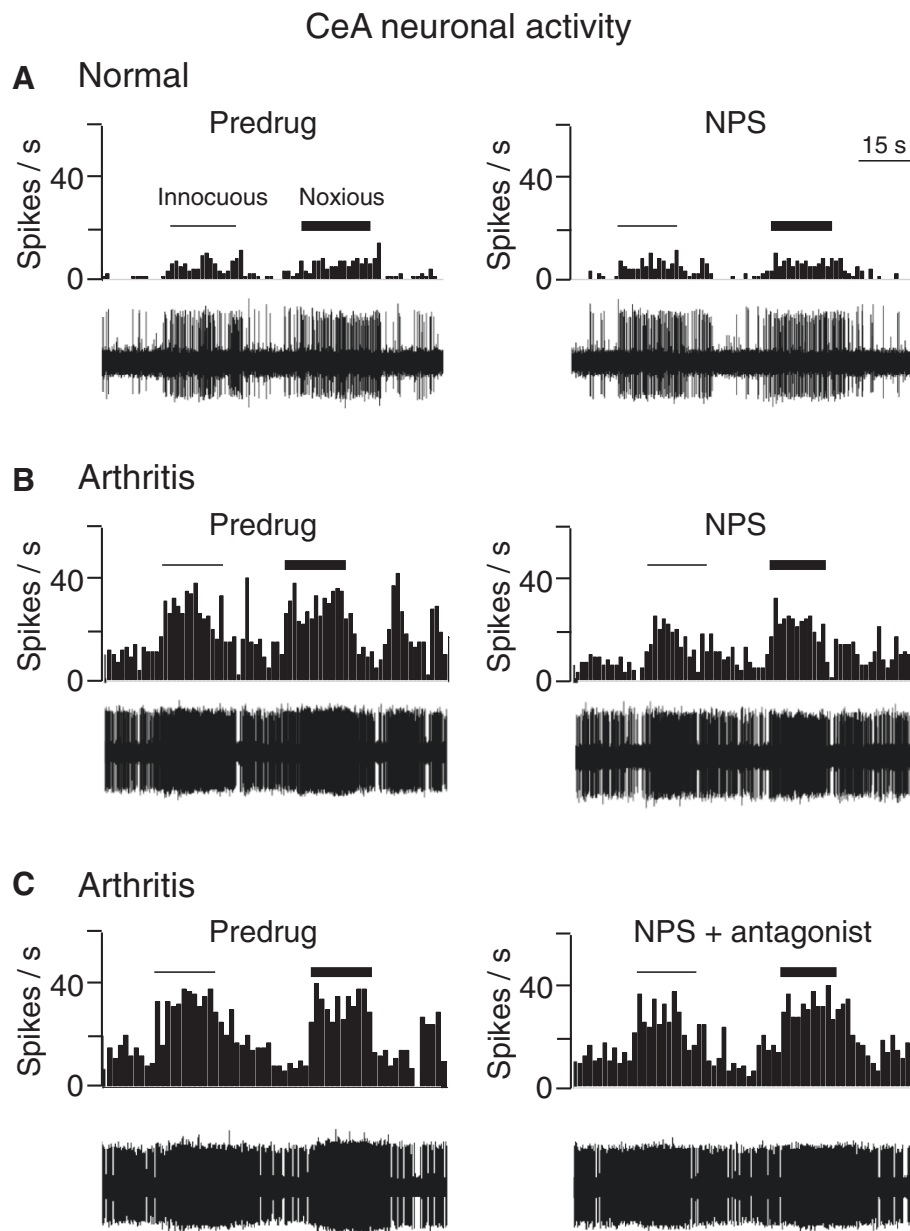 CeA neuronal activity
A Normal
Predrug
NPS
15 s
Spikes / s
40
0
Innocuous
Noxious
Spikes / s
40
0
B Arthritis
Predrug
NPS
Spikes / s
40
0
Spikes / s
40
0
C Arthritis
Predrug
NPS + antagonist
Spikes / s
40
0
Spikes / s
40
0